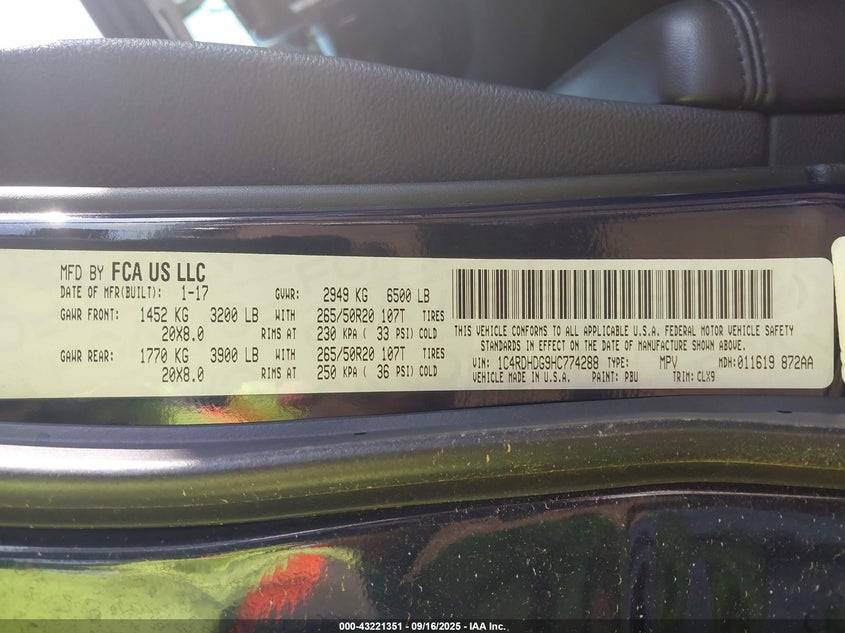 MFD BY FCA US LLC
DATE OF MFR(BUILT): 1-17 GVWR: 2949 KG 6500 LB
GAWR FRONT: 1452 KG 3200 LB WITH 265/50R20 107T TIRES
20X8.0 RIMS AT 230 KPA ( 33 PSI) COLD
GAWR REAR: 1770 KG 3900 LB WITH 265/50R20 107T TIRES
20X8.0 RIMS AT 250 KPA ( 36 PSI) COLD
THIS VEHICLE CONFORMS TO ALL APPLICABLE U.S.A. FEDERAL MOTOR VEHICLE SAFETY
STANDARDS IN EFFECT ON THE DATE OF MANUFACTURE SHOWN ABOVE.
VIN: 1C4RDHDG9HC774288 TYPE: MPV MDH:011619 872AA
VEHICLE MADE IN U.S.A. PAINT: PBU TRIM: CLX9
000-43221351 - 09/16/2025 - IAA Inc.